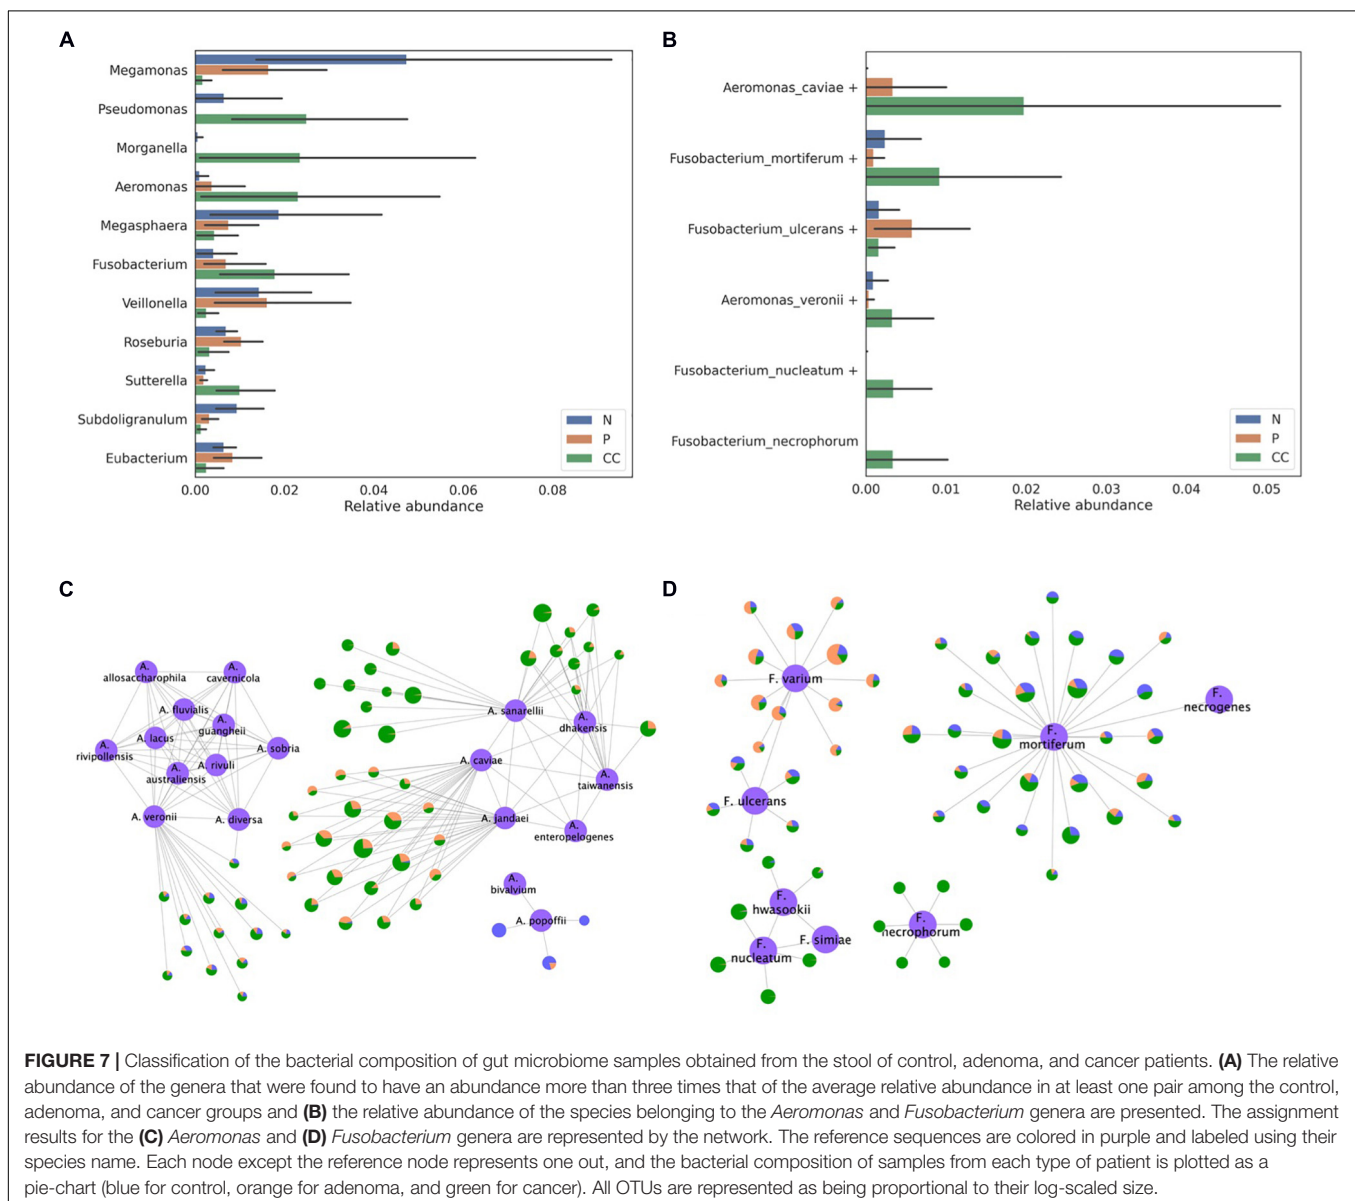 A
Megamonas
Pseudomonas
Morganella
Aeromonas
Megasphaera
Fusobacterium
Veillonella
Roseburia
Sutterella
Subdoligranulum
Eubacterium
N
P
CC
0.00 0.02 0.04 0.06 0.08
Relative abundance
B
Aeromonas_caviae +
Fusobacterium_mortiferum +
Fusobacterium_ulcerans +
Aeromonas_veronii +
Fusobacterium_nucleatum +
Fusobacterium_necrophorum
N
P
CC
0.00 0.01 0.02 0.03 0.04 0.05
Relative abundance
C
A.
allosaccharophila
A.
cavernicola
A. fluvialis
A.
guangheii
A. lacus
A. sobria
A.
rivipollensis
A. rivuli
A.
australiensis
A. veronii
A. diversa
A. sanarellii
A.
dhakensis
A. caviae
A.
taiwanensis
A. jandaei
A.
enteropelogenes
A.
bivalvium
A. popoffii
D
F. varium
F.
necrogenes
F.
mortiferum
F. ulcerans
F.
hwasookii
F. simiae
F.
nucleatum
F.
necrophorum
FIGURE 7 | Classification of the bacterial composition of gut microbiome samples obtained from the stool of control, adenoma, and cancer patients. (A) The relative
abundance of the genera that were found to have an abundance more than three times that of the average relative abundance in at least one pair among the control,
adenoma, and cancer groups and (B) the relative abundance of the species belonging to the Aeromonas and Fusobacterium genera are presented. The assignment
results for the (C) Aeromonas and (D) Fusobacterium genera are represented by the network. The reference sequences are colored in purple and labeled using their
species name. Each node except the reference node represents one out, and the bacterial composition of samples from each type of patient is plotted as a
pie-chart (blue for control, orange for adenoma, and green for cancer). All OTUs are represented as being proportional to their log-scaled size.